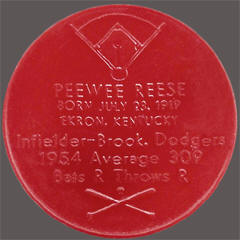 PEEWEE REESE
BORN JULY 23, 1919
EKRON, KENTUCKY
Infielder-Brook. Dodgers
1954 Average 309
Bats R Throws R